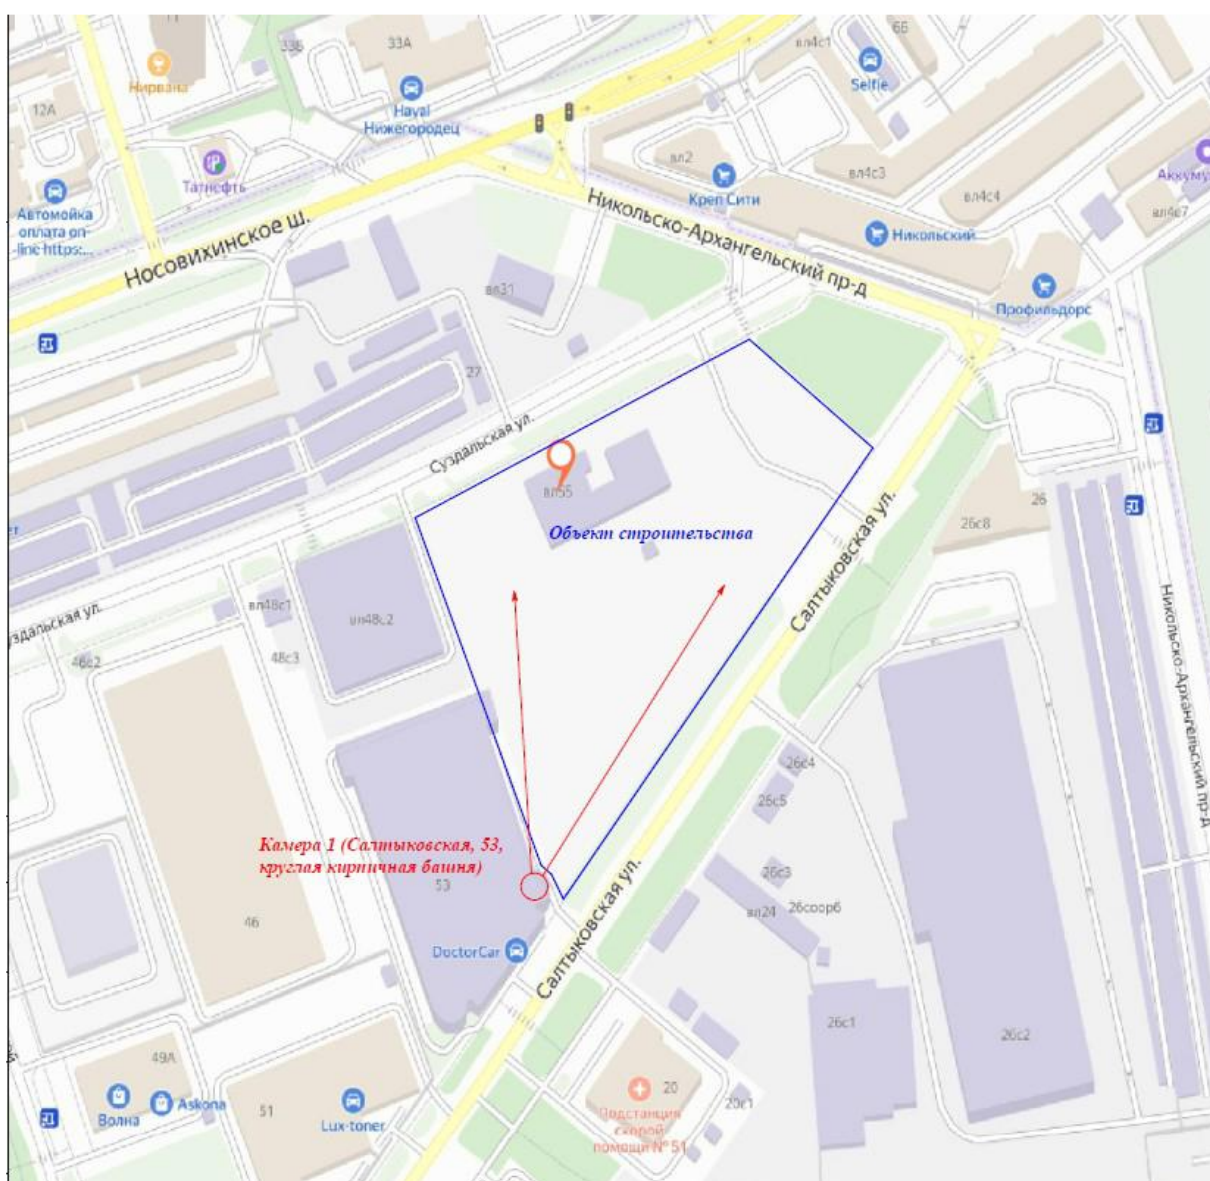 11
33Б
33А
вл4с1
6Б
Нирвана
Selfie
12А
Haval
Нижегородец
вл2
вл4с3
Татнефть
Креп Сити
вл4с4
Автомойка
оплата on-
-line https:...
Никольско-Архангельский пр-д
Никольский...
вл4с7
Носовихинское ш.
вл31
Профильдорс
27
Суздальская ул.
вл55
Объект строительства
26с8
26
Салтыковская ул.
вл48с1
вл48с2
46с2
48с3
Никольско-Архангельский пр-д
26с4
26с5
Камера 1 (Салтыковская, 53,
круглая кирпичная башня)
53
26с3
46
вл24
26соор6
DoctorCar
Салтыковская ул.
26с1
26с2
49А
Волна
Askona
51
Lux-toner
20
20с1
Подстанция
скорой
помощи № 51